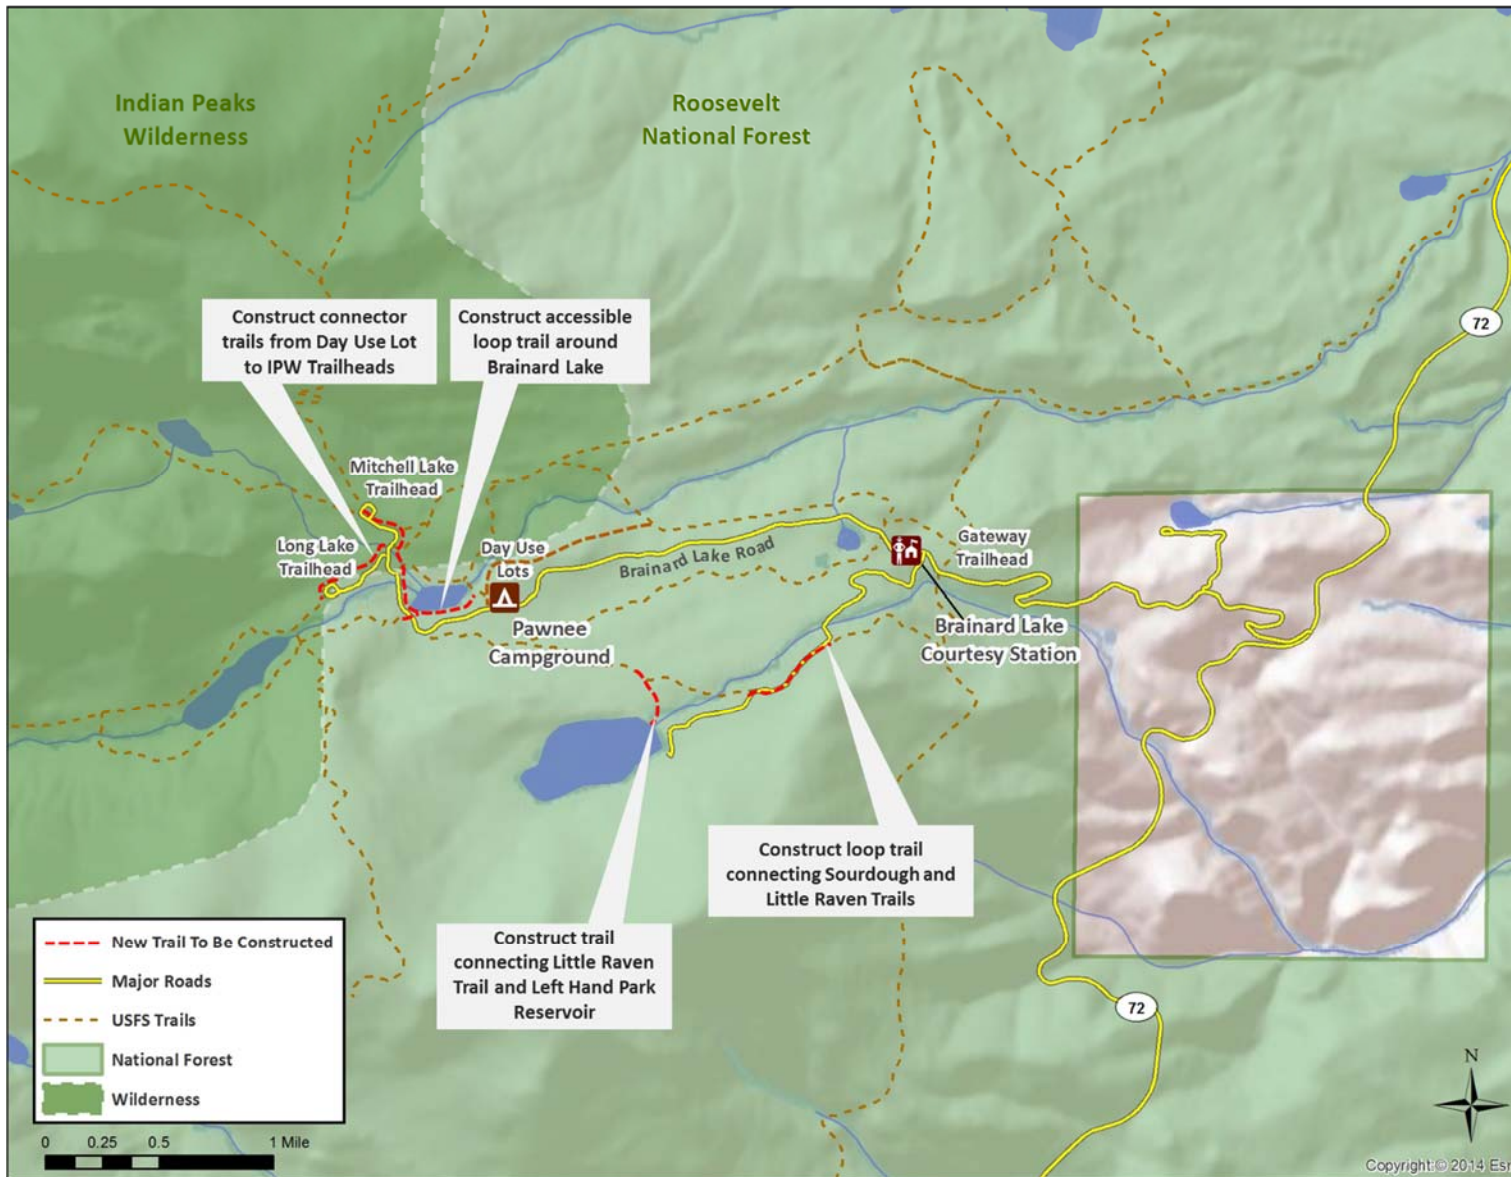 Indian Peaks
Wilderness
Roosevelt
National Forest
72
Construct connector
trails from Day Use Lot
to IPW Trailheads
Construct accessible
loop trail around
Brainard Lake
Mitchell Lake
Trailhead
Long Lake
Trailhead
Day Use
Lots
Brainard Lake Road
Gateway
Trailhead
Pawnee
Campground
Brainard Lake
Courtesy Station
Construct loop trail
connecting Sourdough and
Little Raven Trails
Construct trail
connecting Little Raven
Trail and Left Hand Park
Reservoir
72
New Trail To Be Constructed
Major Roads
USFS Trails
National Forest
Wilderness
0 0.25 0.5 1 Mile
N
Copyright:© 2014 Esr